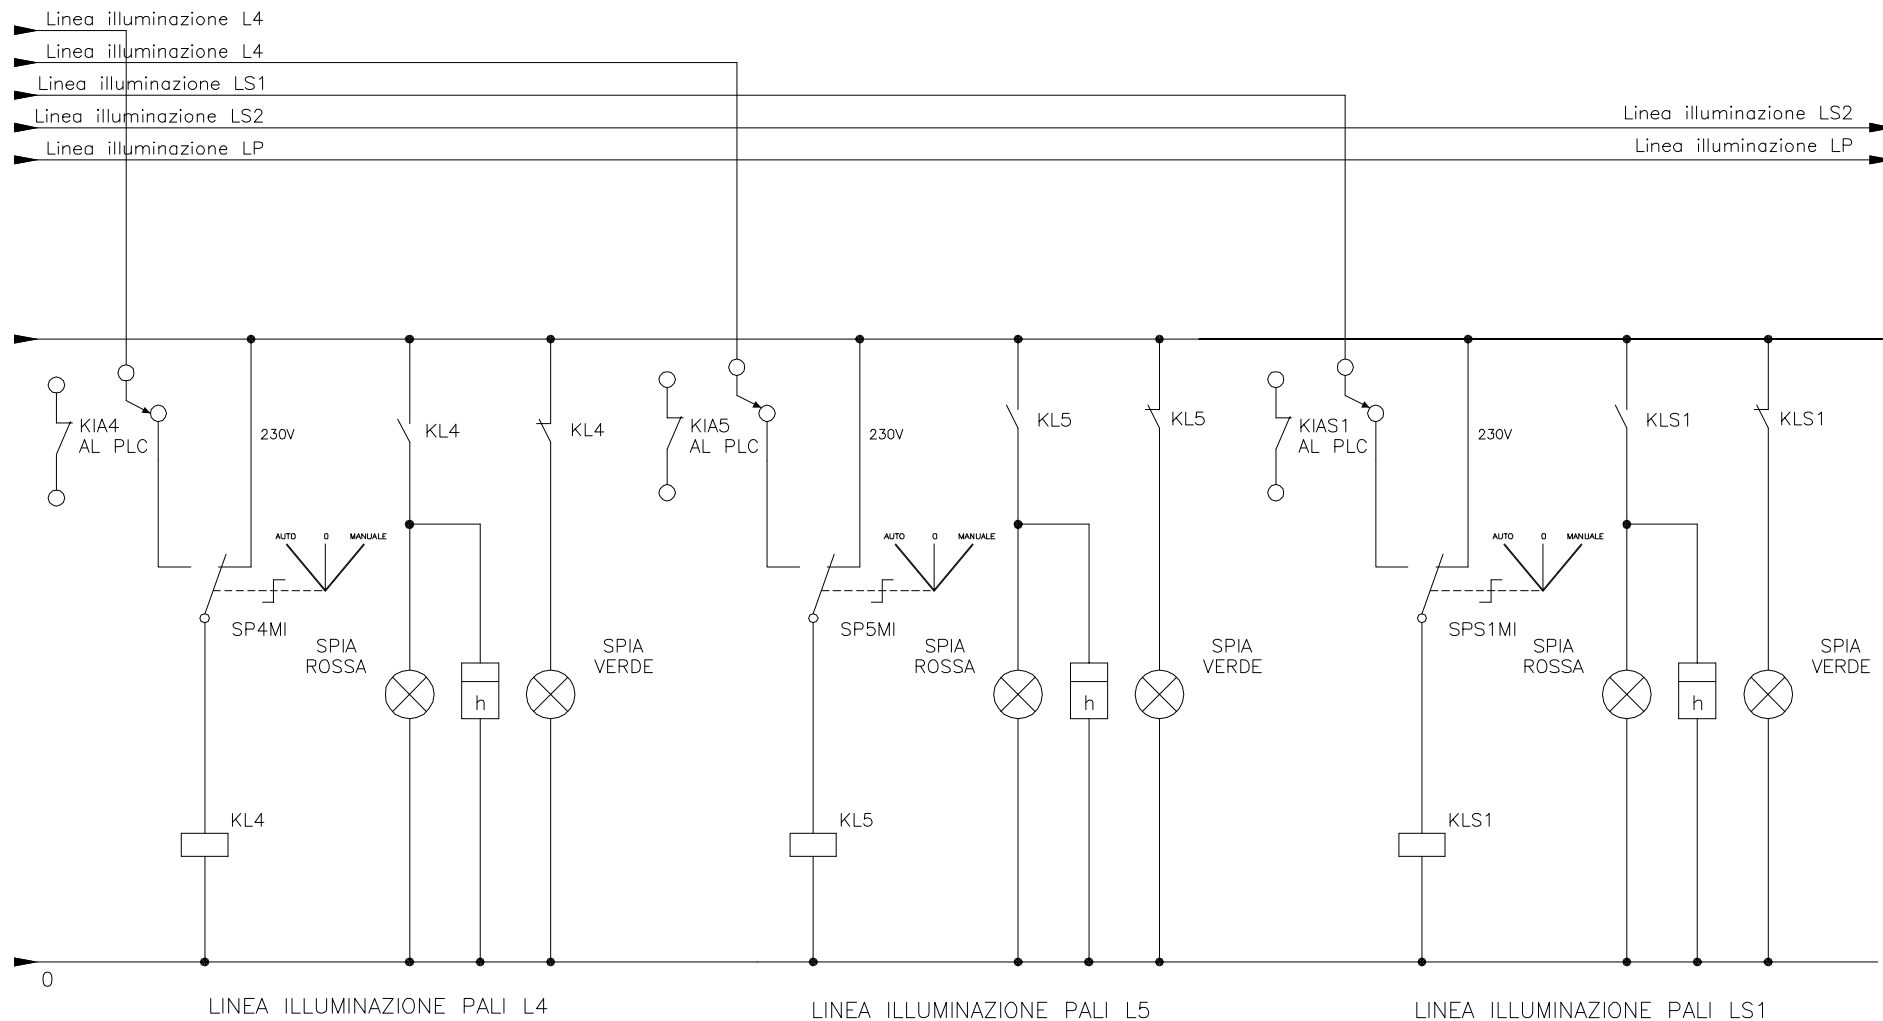 Linea illuminazione L4
Linea illuminazione L4
Linea illuminazione LS1
Linea illuminazione LS2
Linea illuminazione LP
Linea illuminazione LS2
Linea illuminazione LP
KIA4
AL PLC
230V
KL4
KL4
AUTO 0 MANUALE
SP4MI
SPIA
ROSSA
h
SPIA
VERDE
KL4
KIA5
AL PLC
230V
KL5
KL5
AUTO 0 MANUALE
SP5MI
SPIA
ROSSA
h
SPIA
VERDE
KL5
KIAS1
AL PLC
230V
KLS1
KLS1
AUTO 0 MANUALE
SPS1MI
SPIA
ROSSA
h
SPIA
VERDE
KLS1
0
LINEA ILLUMINAZIONE PALI L4
LINEA ILLUMINAZIONE PALI L5
LINEA ILLUMINAZIONE PALI LS1